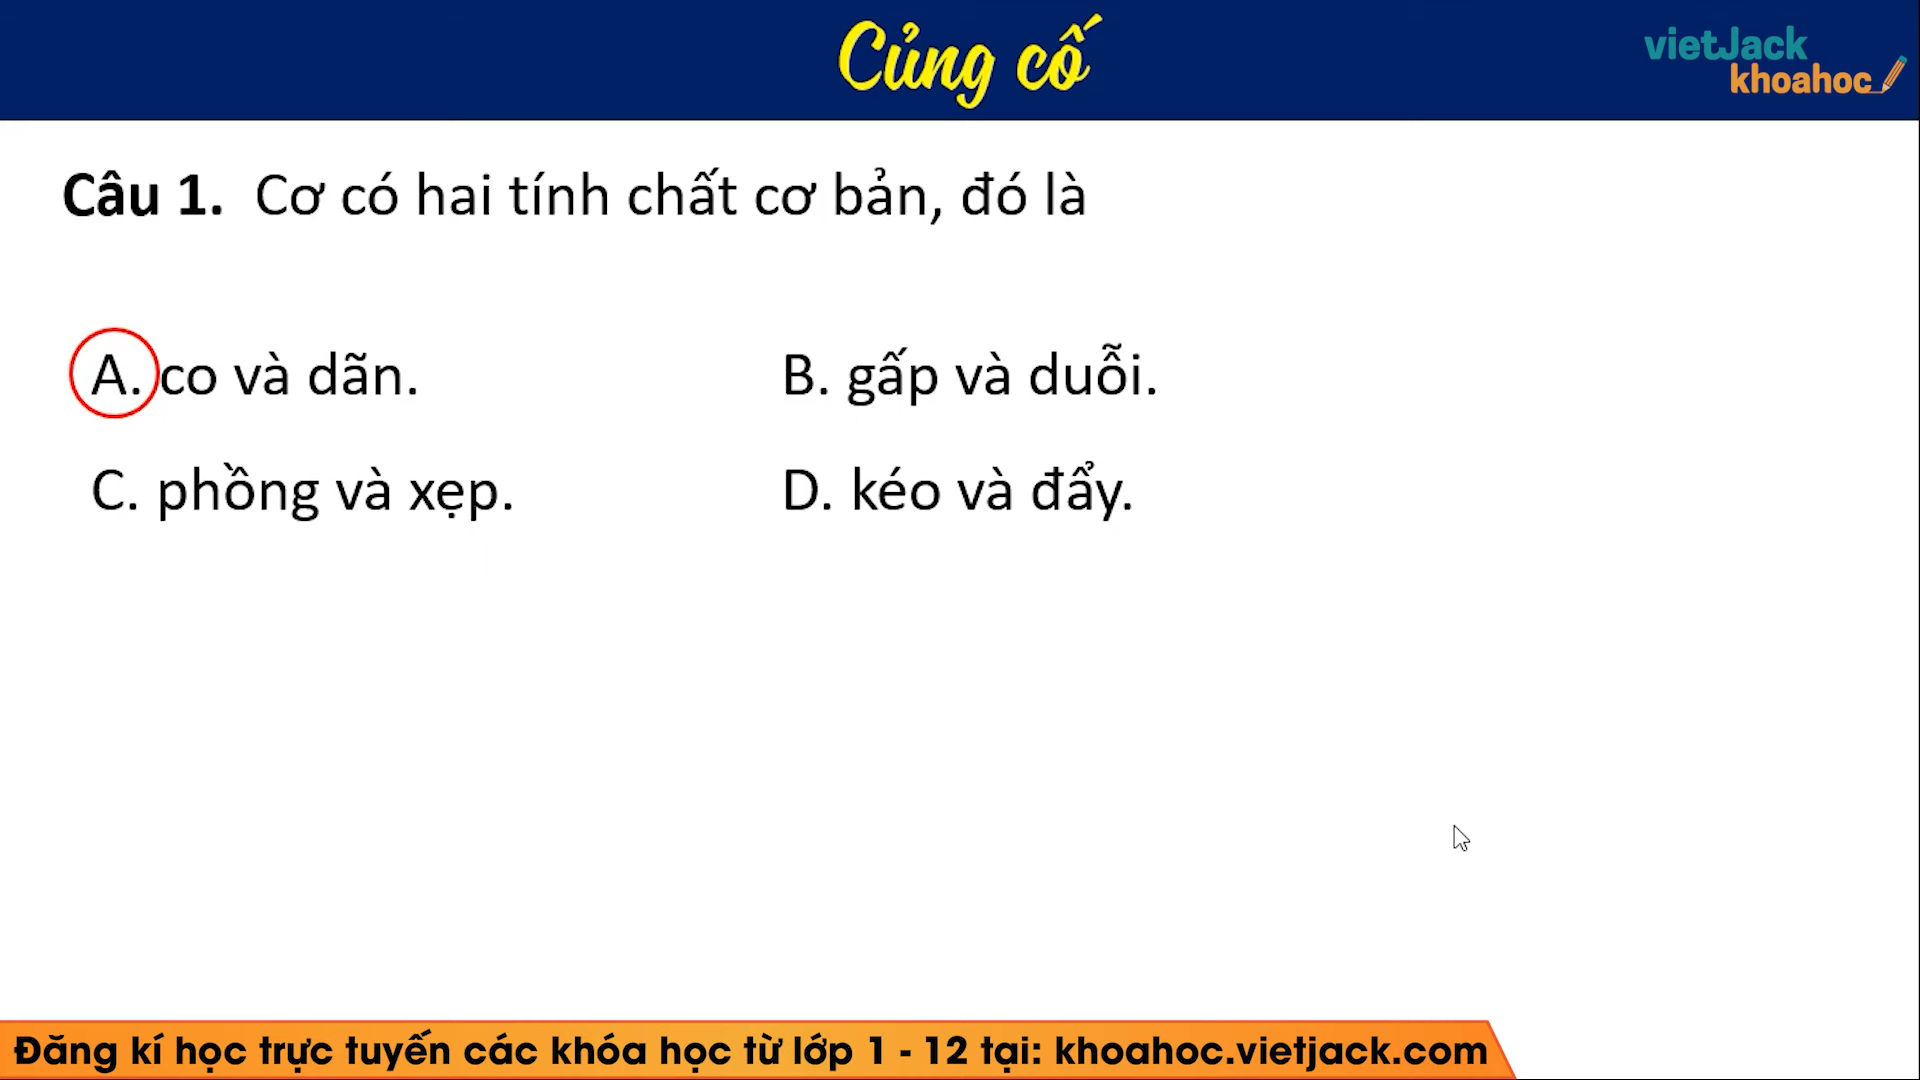 Củng cố
vietJack
khoahoc
Câu 1. Cơ có hai tính chất cơ bản, đó là
A. co và dãn.
B. gấp và duỗi.
C. phồng và xẹp.
D. kéo và đẩy.
Đăng kí học trực tuyến các khóa học từ lớp 1 - 12 tại: khoahoc.vietjack.com